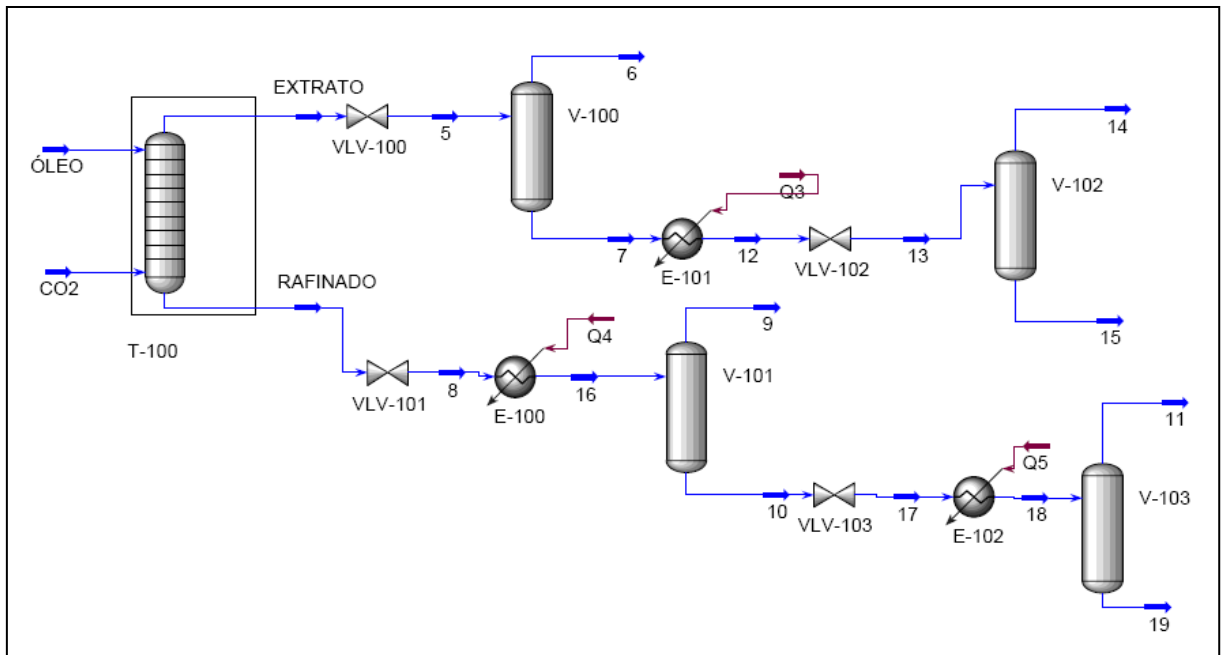 6
EXTRATO
V-100
14
5
VLV-100
ÓLEO
V-102
Q3
7
12
13
E-101
VLV-102
CO2
RAFINADO
9
15
Q4
T-100
V-101
8
16
VLV-101
E-100
11
Q5
V-103
10
17
18
VLV-103
E-102
19